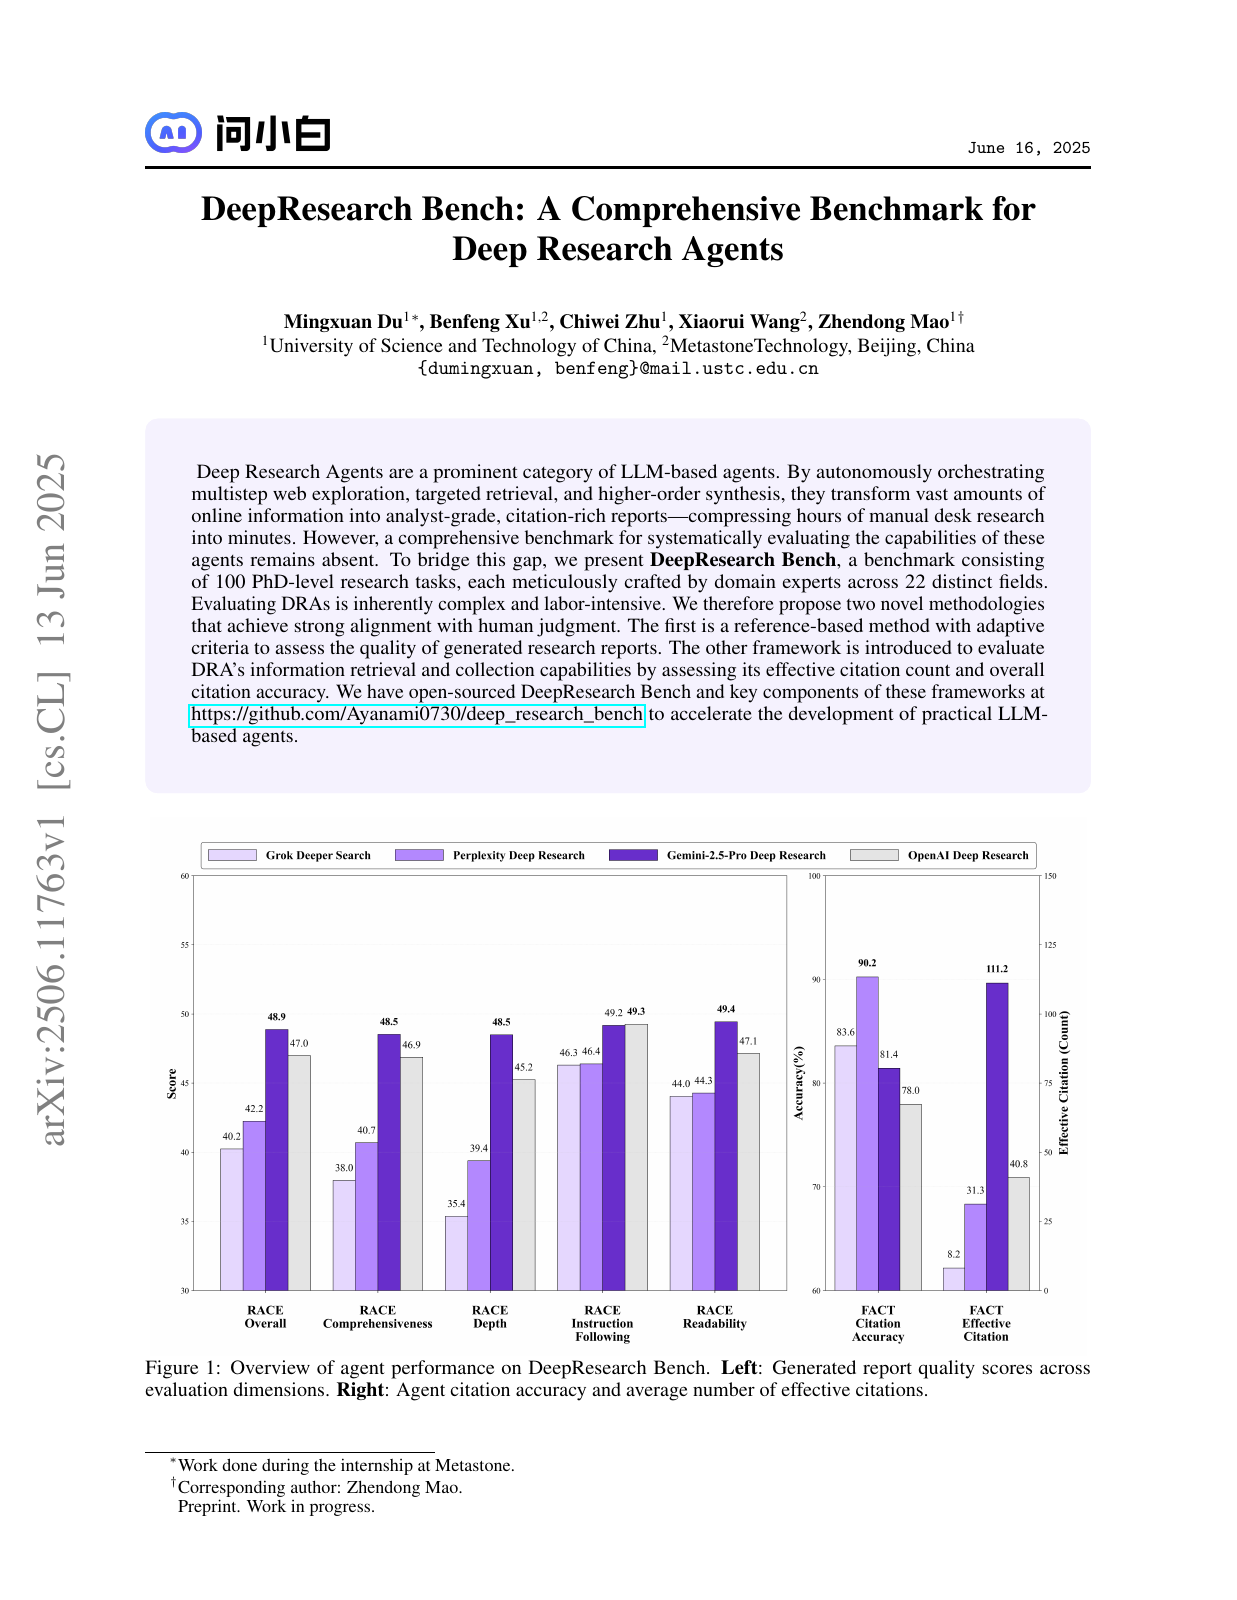 问小白
June 16, 2025
DeepResearch Bench: A Comprehensive Benchmark for
Deep Research Agents
Mingxuan Du1∗, Benfeng Xu1,2, Chiwei Zhu1, Xiaorui Wang2, Zhendong Mao1†
1University of Science and Technology of China, 2MetastoneTechnology, Beijing, China
{dumingxuan, benfeng}@mail.ustc.edu.cn
arXiv:2506.11763v1 [cs.CL] 13 Jun 2025
Deep Research Agents are a prominent category of LLM-based agents. By autonomously orchestrating
multistep web exploration, targeted retrieval, and higher-order synthesis, they transform vast amounts of
online information into analyst-grade, citation-rich reports—compressing hours of manual desk research
into minutes. However, a comprehensive benchmark for systematically evaluating the capabilities of these
agents remains absent. To bridge this gap, we present DeepResearch Bench, a benchmark consisting
of 100 PhD-level research tasks, each meticulously crafted by domain experts across 22 distinct fields.
Evaluating DRAs is inherently complex and labor-intensive. We therefore propose two novel methodologies
that achieve strong alignment with human judgment. The first is a reference-based method with adaptive
criteria to assess the quality of generated research reports. The other framework is introduced to evaluate
DRA's information retrieval and collection capabilities by assessing its effective citation count and overall
citation accuracy. We have open-sourced DeepResearch Bench and key components of these frameworks at
https://github.com/Ayanami0730/deep_research_bench to accelerate the development of practical LLM-
based agents.
Grok Deeper Search Perplexity Deep Research Gemini-2.5-Pro Deep Research OpenAI Deep Research
Score
60
55
50
45
40
35
30
40.2 42.2 48.9 47.0
38.0 40.7 48.5 46.9
35.4 39.4 48.5 45.2
46.3 46.4 49.2 49.3
44.0 44.3 49.4 47.1
RACE
Overall
RACE
Comprehensiveness
RACE
Depth
RACE
Instruction
Following
RACE
Readability
Accuracy(%)
100
90
80
70
60
83.6 90.2 81.4 78.0
8.2 31.3 111.2 40.8
150
125
100
75
50
25
0
Effective Citation (Count)
FACT
Citation
Accuracy
FACT
Effective
Citation
Figure 1: Overview of agent performance on DeepResearch Bench. Left: Generated report quality scores across
evaluation dimensions. Right: Agent citation accuracy and average number of effective citations.
∗Work done during the internship at Metastone.
†Corresponding author: Zhendong Mao.
Preprint. Work in progress.